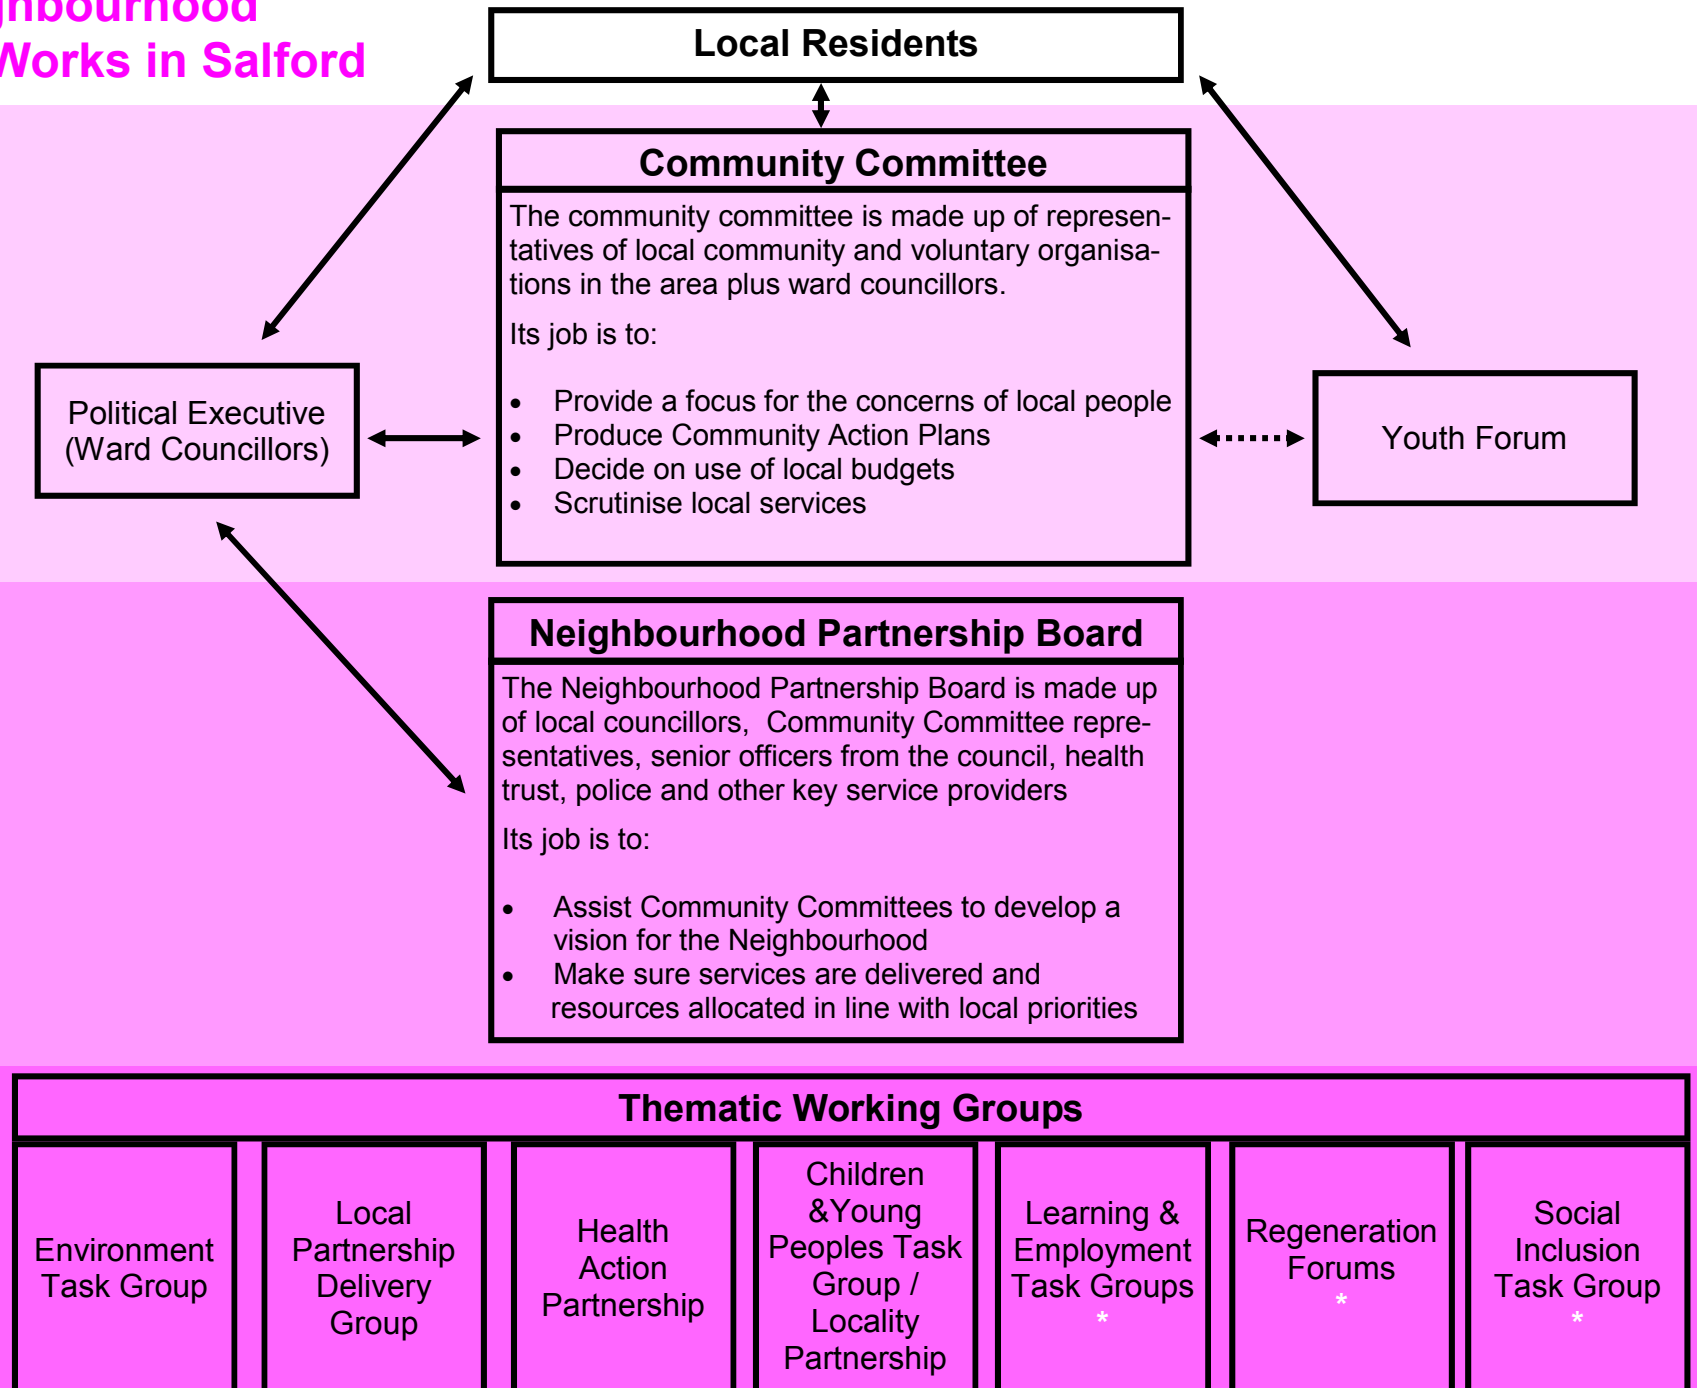 Works in Salford
Local Residents
Community Committee
The community committee is made up of represen-
tatives of local community and voluntary organisa-
tions in the area plus ward councillors.
Its job is to:
• Provide a focus for the concerns of local people
• Produce Community Action Plans
• Decide on use of local budgets
• Scrutinise local services
Political Executive
(Ward Councillors)
Youth Forum
Neighbourhood Partnership Board
The Neighbourhood Partnership Board is made up
of local councillors,  Community Committee repre-
sentatives, senior officers from the council, health
trust, police and other key service providers
Its job is to:
• Assist Community Committees to develop a
vision for the Neighbourhood
• Make sure services are delivered and
resources allocated in line with local priorities
Thematic Working Groups
Environment
Task Group
Local
Partnership
Delivery
Group
Health
Action
Partnership
Children
&Young
Peoples Task
Group /
Locality
Partnership
Learning &
Employment
Task Groups
*
Regeneration
Forums
*
Social
Inclusion
Task Group
*